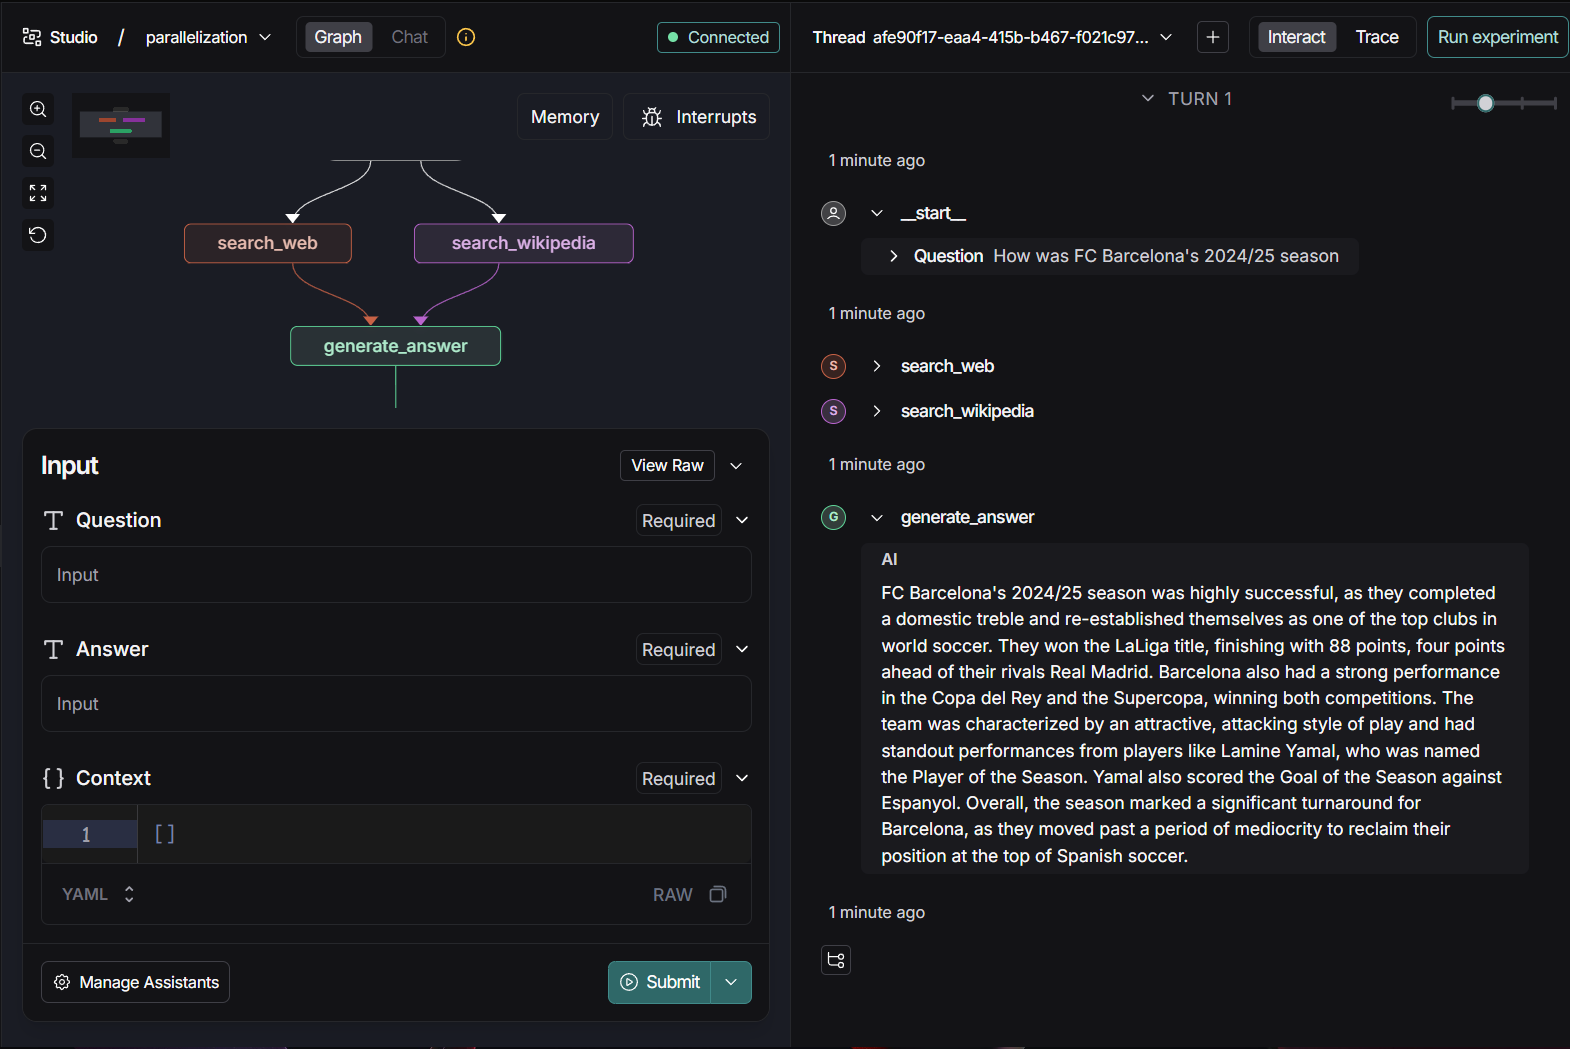 Studio / parallelization Graph Chat Connected
Memory Interrupts
search_web search_wikipedia
generate_answer
Input View Raw
Question Required
Input
Answer Required
Input
{} Context Required
1 []
YAML RAW
Manage Assistants Submit
Thread afe90f17-eaa4-415b-b467-f021c97... + Interact Trace Run experiment
TURN 1
1 minute ago
__start__
Question How was FC Barcelona's 2024/25 season
1 minute ago
S search_web
S search_wikipedia
1 minute ago
G generate_answer
AI
FC Barcelona's 2024/25 season was highly successful, as they completed
a domestic treble and re-established themselves as one of the top clubs in
world soccer. They won the LaLiga title, finishing with 88 points, four points
ahead of their rivals Real Madrid. Barcelona also had a strong performance
in the Copa del Rey and the Supercopa, winning both competitions. The
team was characterized by an attractive, attacking style of play and had
standout performances from players like Lamine Yamal, who was named
the Player of the Season. Yamal also scored the Goal of the Season against
Espanyol. Overall, the season marked a significant turnaround for
Barcelona, as they moved past a period of mediocrity to reclaim their
position at the top of Spanish soccer.
1 minute ago